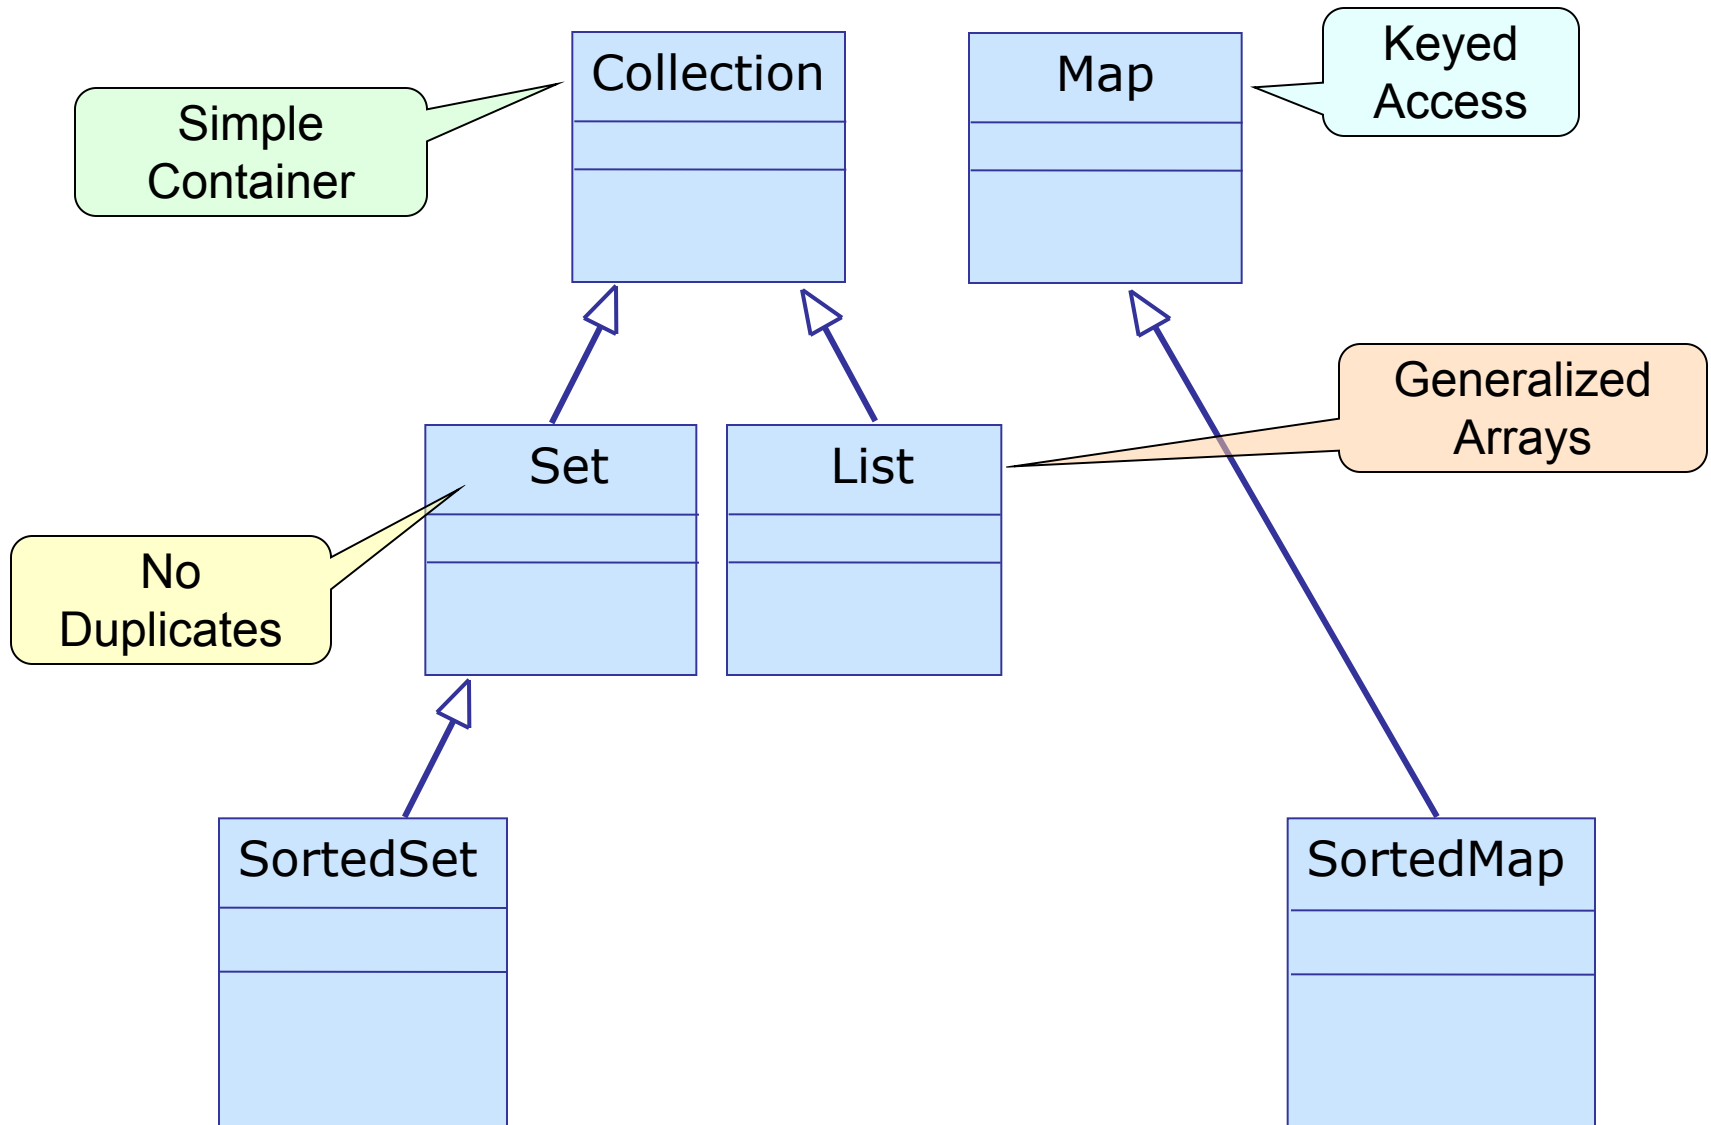 Collection
Map
Keyed
Access
Simple
Container
Generalized
Arrays
Set
List
No
Duplicates
SortedSet
SortedMap